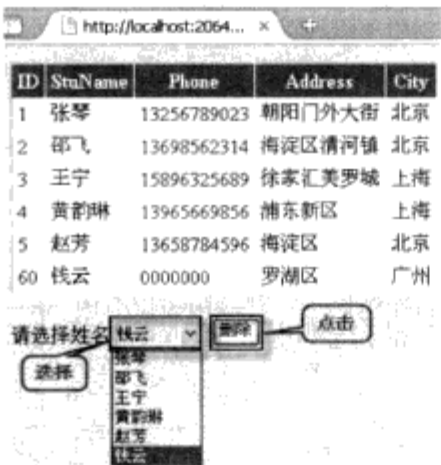 http://localhost:2064...
ID StuName Phone Address City
1 张琴 13256789023 朝阳门外大街 北京
2 邵飞 13698562314 海淀区清河镇 北京
3 王宁 15896325689 徐家汇美罗城 上海
4 黄韵琳 13965669856 浦东新区 上海
5 赵芳 13658784596 海淀区 北京
60 钱云 0000000 罗湖区 广州
请选择姓名 钱云 删除 点击
选择
张琴
邵飞
王宁
黄韵琳
赵芳
钱云